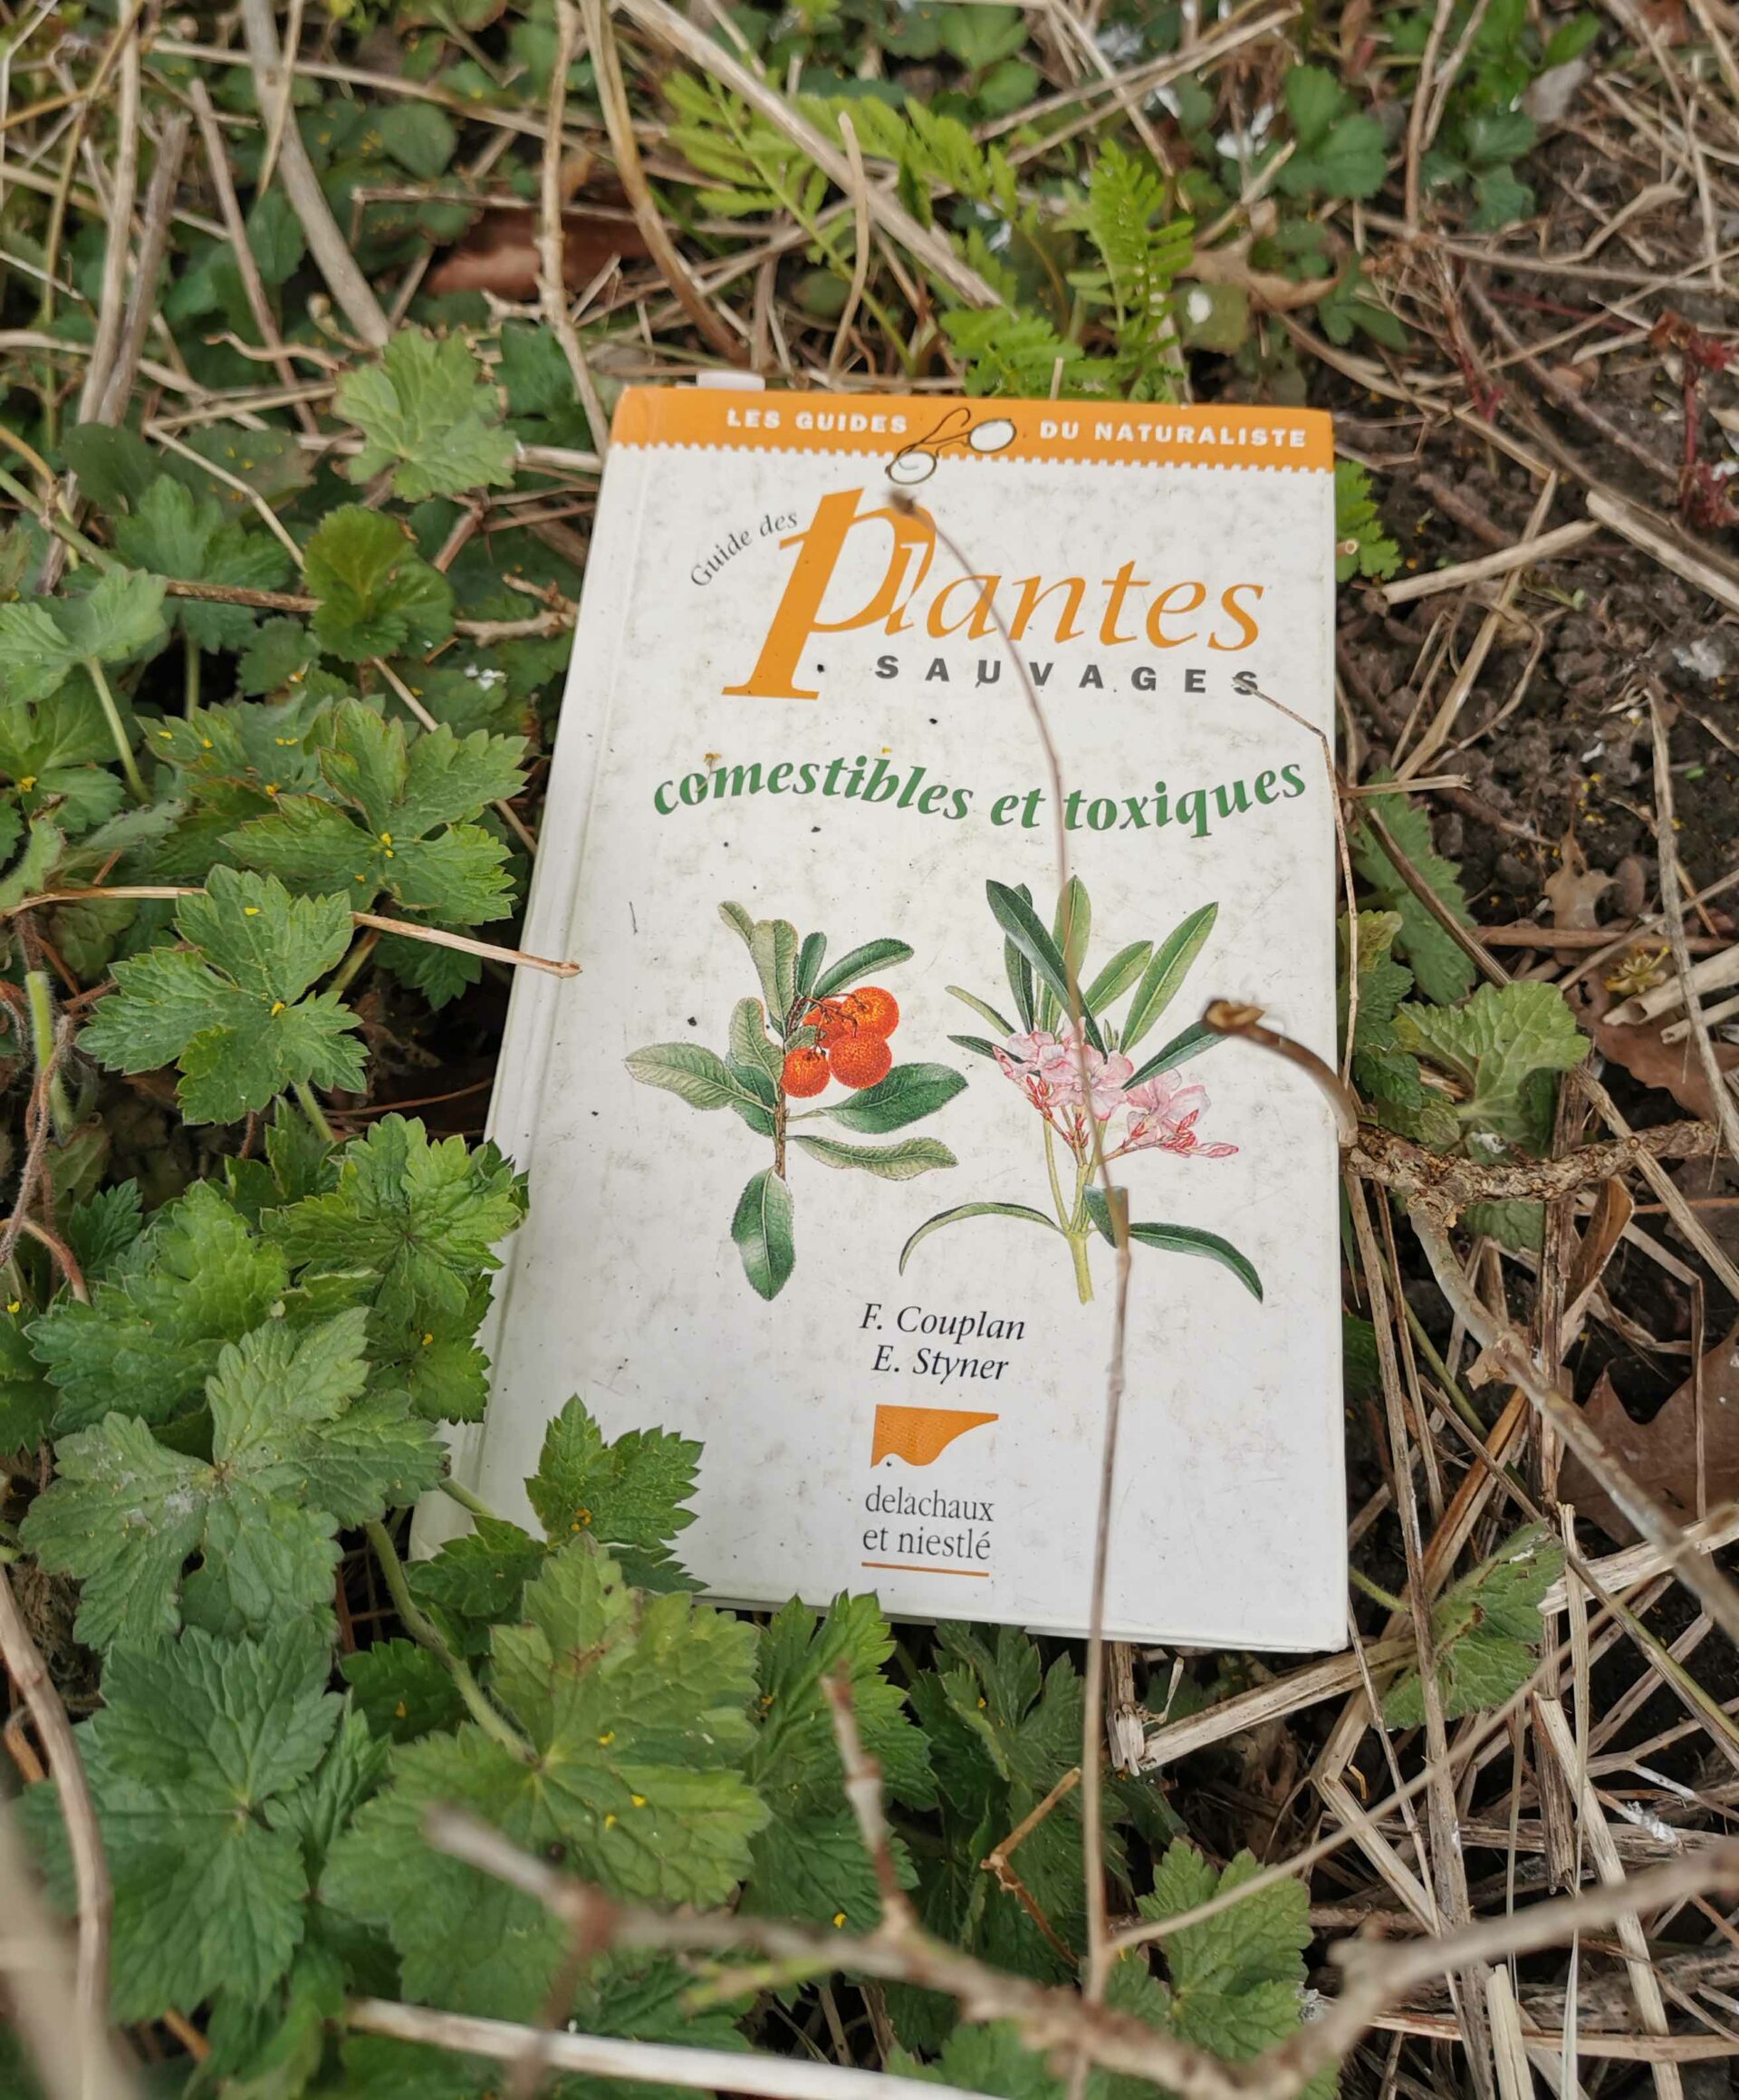 LES GUIDES DU NATURALISTE
Guide des
Plantes
SAUVAGES
comestibles et toxiques
F. Couplan
E. Styner
delachaux
et niestlé